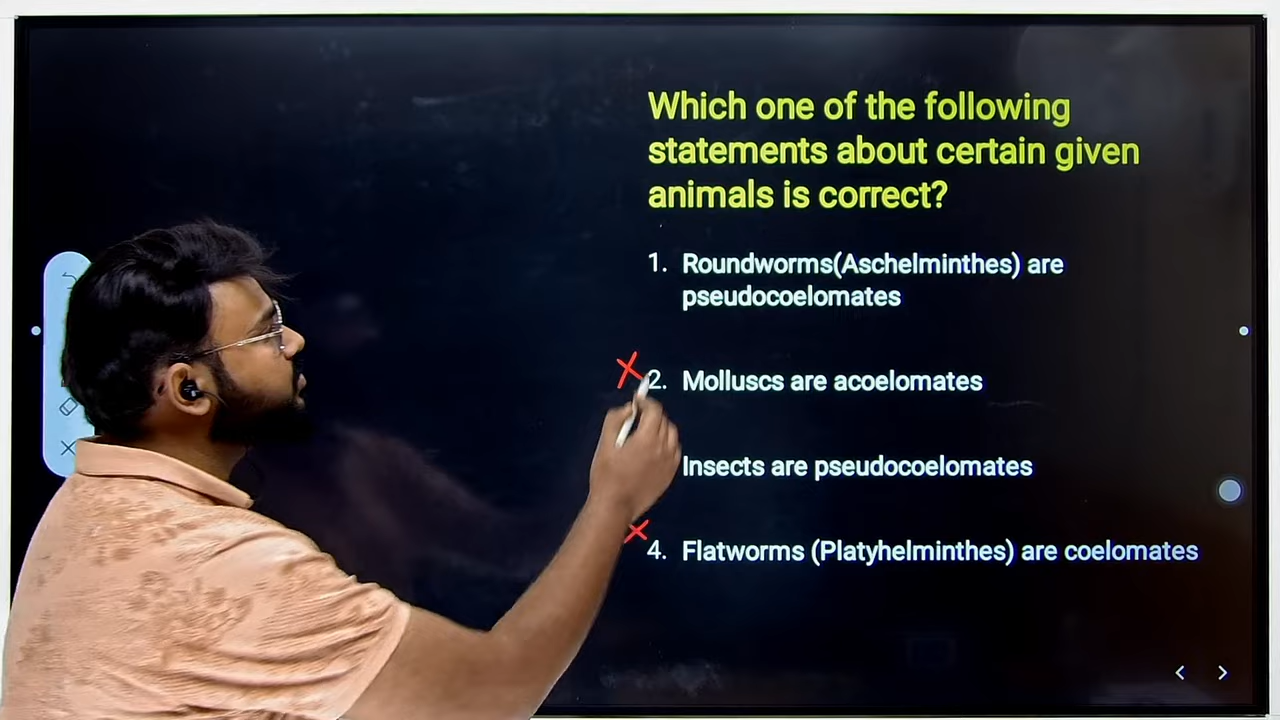 Which one of the following
statements about certain given
animals is correct?
1. Roundworms(Aschelminthes) are
pseudocoelomates
2. Molluscs are acoelomates
Insects are pseudocoelomates
4. Flatworms (Platyhelminthes) are coelomates